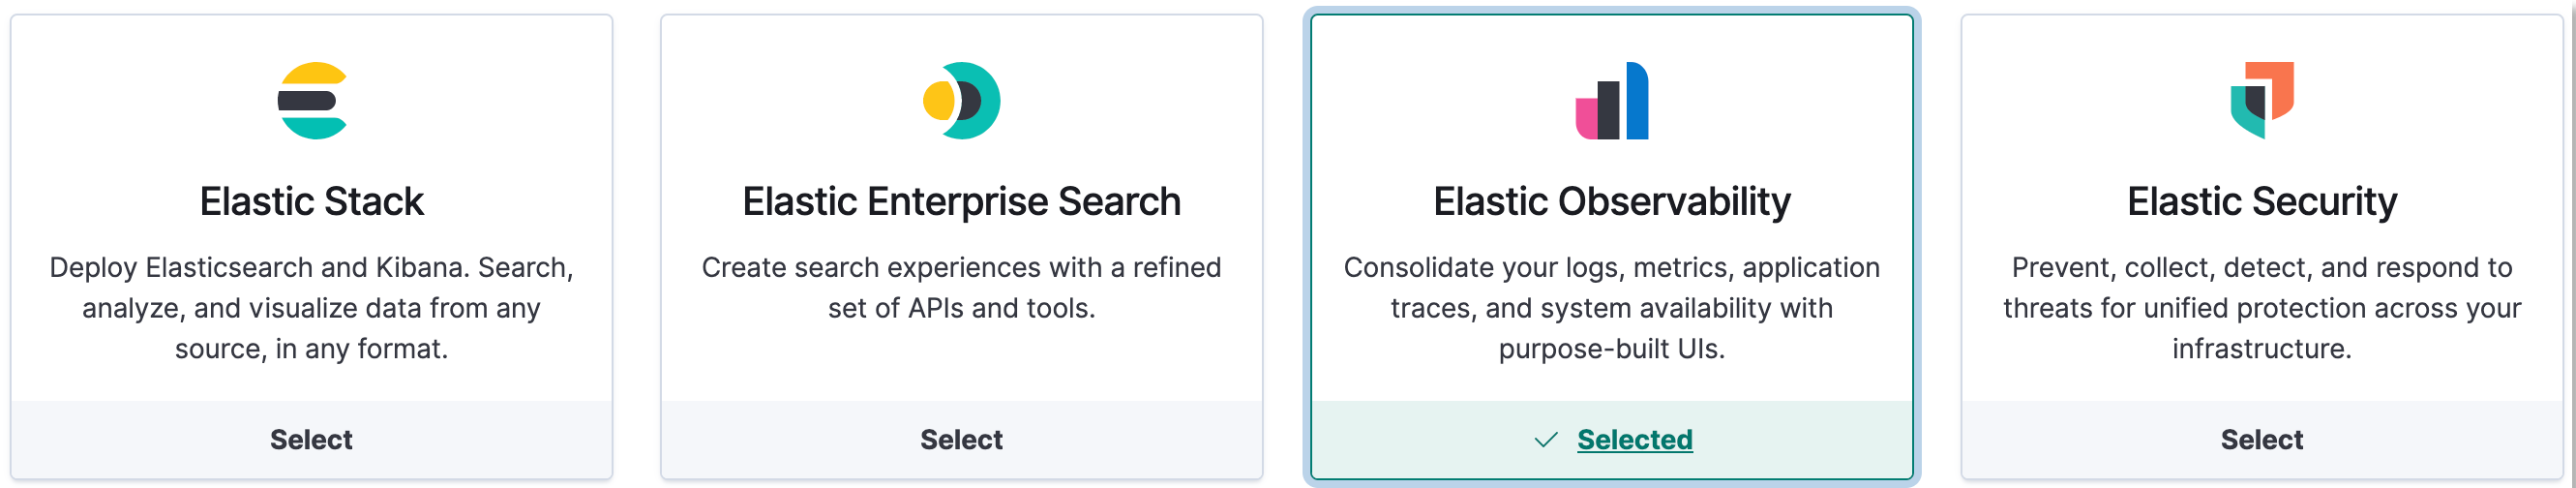 Elastic Stack
Deploy Elasticsearch and Kibana. Search,
analyze, and visualize data from any
source, in any format.
Select
Elastic Enterprise Search
Create search experiences with a refined
set of APIs and tools.
Select
Elastic Observability
Consolidate your logs, metrics, application
traces, and system availability with
purpose-built UIs.
Selected
Elastic Security
Prevent, collect, detect, and respond to
threats for unified protection across your
infrastructure.
Select